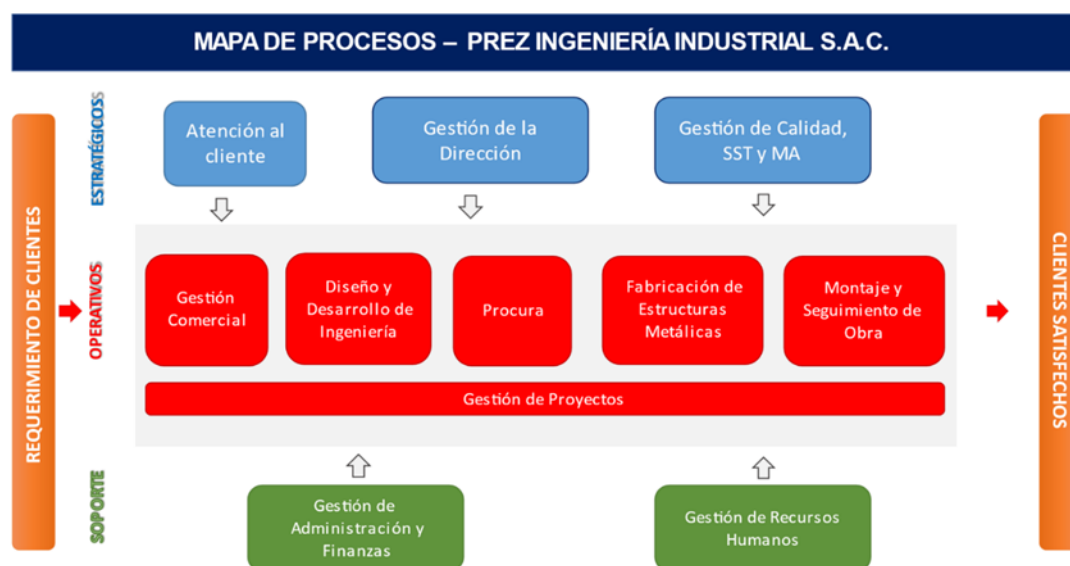 MAPA DE PROCESOS – PREZ INGENIERÍA INDUSTRIAL S.A.C.
REQUERIMIENTO DE CLIENTES
ESTRATÉGICOS
Atención al
cliente
Gestión de la
Dirección
Gestión de Calidad,
SST y MA
OPERATIVOS
Gestión
Comercial
Diseño y
Desarrollo de
Ingeniería
Procura
Fabricación de
Estructuras
Metálicas
Montaje y
Seguimiento de
Obra
Gestión de Proyectos
SOPORTE
Gestión de
Administración y
Finanzas
Gestión de Recursos
Humanos
CLIENTES SATISFECHOS